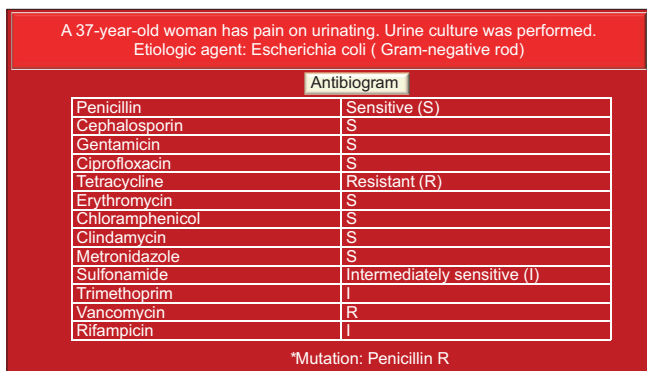 A 37-year-old woman has pain on urinating. Urine culture was performed.
Etiologic agent: Escherichia coli ( Gram-negative rod)
Antibiogram
Penicillin Sensitive (S)
Cephalosporin S
Gentamicin S
Ciprofloxacin S
Tetracycline Resistant (R)
Erythromycin S
Chloramphenicol S
Clindamycin S
Metronidazole S
Sulfonamide Intermediately sensitive (I)
Trimethoprim I
Vancomycin R
Rifampicin I
*Mutation: Penicillin R